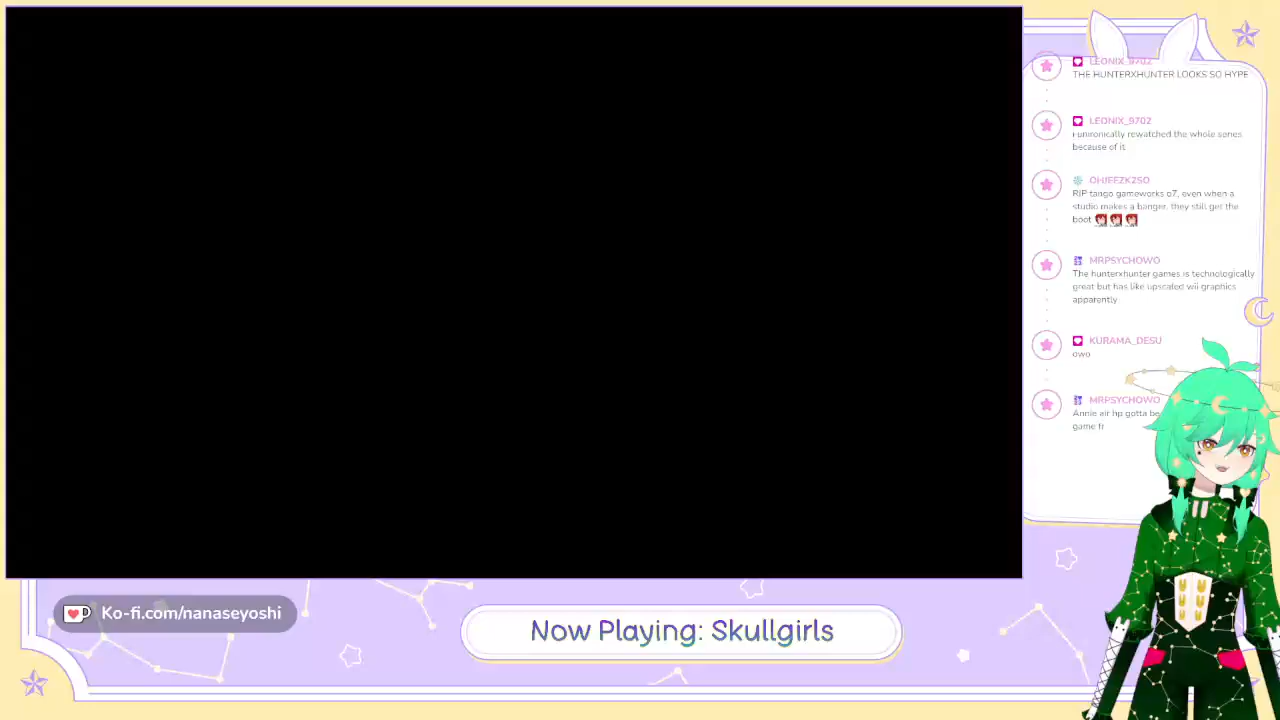 LEONIX_9702
THE HUNTERXHUNTER LOOKS SO HYPE
LEONIX_9702
I unironically rewatched the whole series
because of it
OHJEEZK2SO
RIP tango gameworks o7, even when a
studio makes a banger, they still get the
boot
MRPSYCHOWO
The hunterxhunter games is technologically
great but has like upscaled wii graphics
apparently
KURAMA_DESU
owo
MRPSYCHOWO
Annie air hp gotta be
game fr
Ko-fi.com/nanaseyoshi
Now Playing: Skullgirls